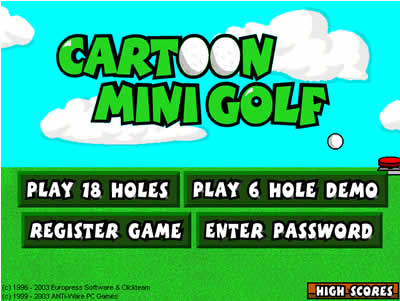 CARTOON
MINI GOLF
PLAY 18 HOLES
PLAY 6 HOLE DEMO
REGISTER GAME
ENTER PASSWORD
(c) 1996 - 2003 Europress Software & Clickteam
(c) 1999 - 2003 ANTI-Ware PC Games
HIGH SCORES